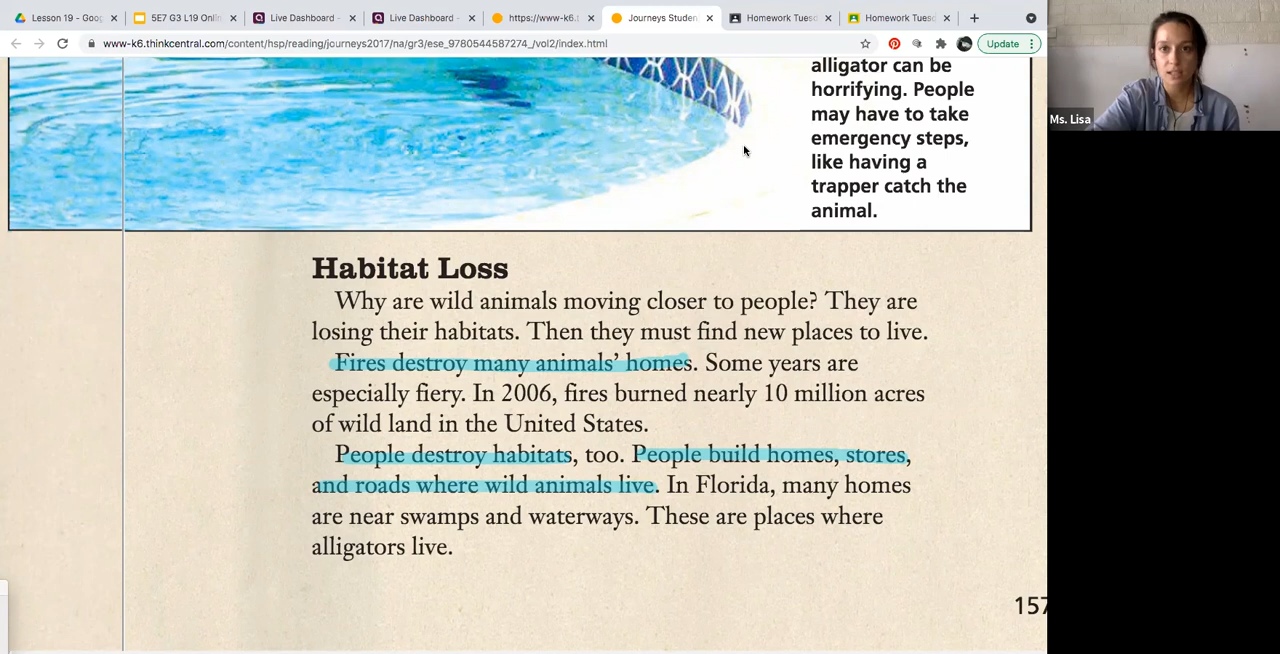 Lesson 19 - Goog
5E7 G3 L19 Onlin
Live Dashboard -
Live Dashboard -
https://www-k6.t
Journeys Studen
Homework Tuesd
Homework Tuesd
www-k6.thinkcentral.com/content/hsp/reading/journeys2017/na/gr3/ese_9780544587274_/vol2/index.html
Update
Ms. Lisa
alligator can be
horrifying. People
may have to take
emergency steps,
like having a
trapper catch the
animal.
Habitat Loss
Why are wild animals moving closer to people? They are
losing their habitats. Then they must find new places to live.
Fires destroy many animals’ homes. Some years are
especially fiery. In 2006, fires burned nearly 10 million acres
of wild land in the United States.
People destroy habitats, too. People build homes, stores,
and roads where wild animals live. In Florida, many homes
are near swamps and waterways. These are places where
alligators live.
157